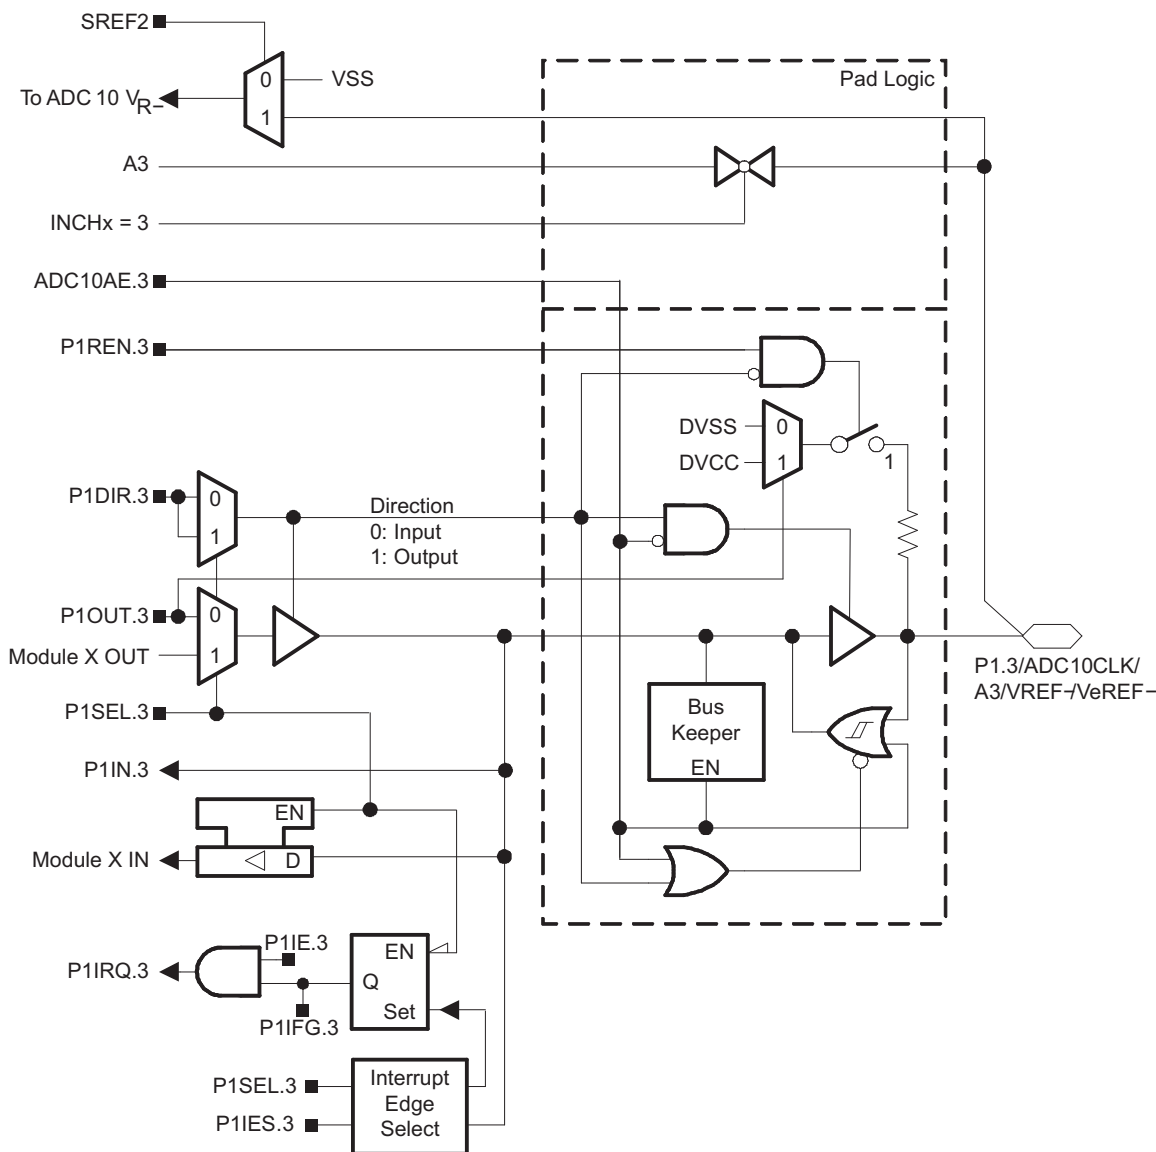 SREF2
0
VSS
Pad Logic
To ADC 10 VR−
1
A3
INCHx = 3
ADC10AE.3
P1REN.3
DVSS
0
DVCC
1
1
P1DIR.3
0
1
Direction
0: Input
1: Output
P1OUT.3
0
Module X OUT
1
P1SEL.3
P1.3/ADC10CLK/
A3/VREF−/VeREF−
Bus
Keeper
EN
P1IN.3
EN
Module X IN
D
P1IE.3
EN
P1IRQ.3
Q
Set
P1IFG.3
P1SEL.3
P1IES.3
Interrupt
Edge
Select